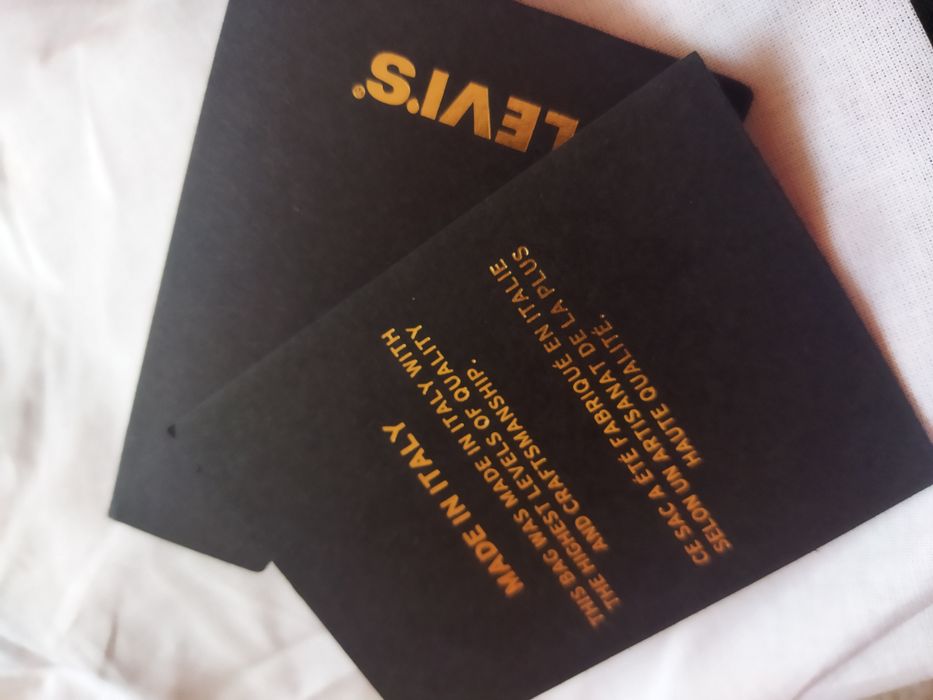 LEVI'S®
MADE IN ITALY
THIS BAG WAS MADE IN ITALY WITH
THE HIGHEST LEVELS OF QUALITY
AND CRAFTSMANSHIP.
CE SAC A ÉTÉ FABRIQUÉ EN ITALIE
SELON UN ARTISANAT DE LA PLUS
HAUTE QUALITÉ.